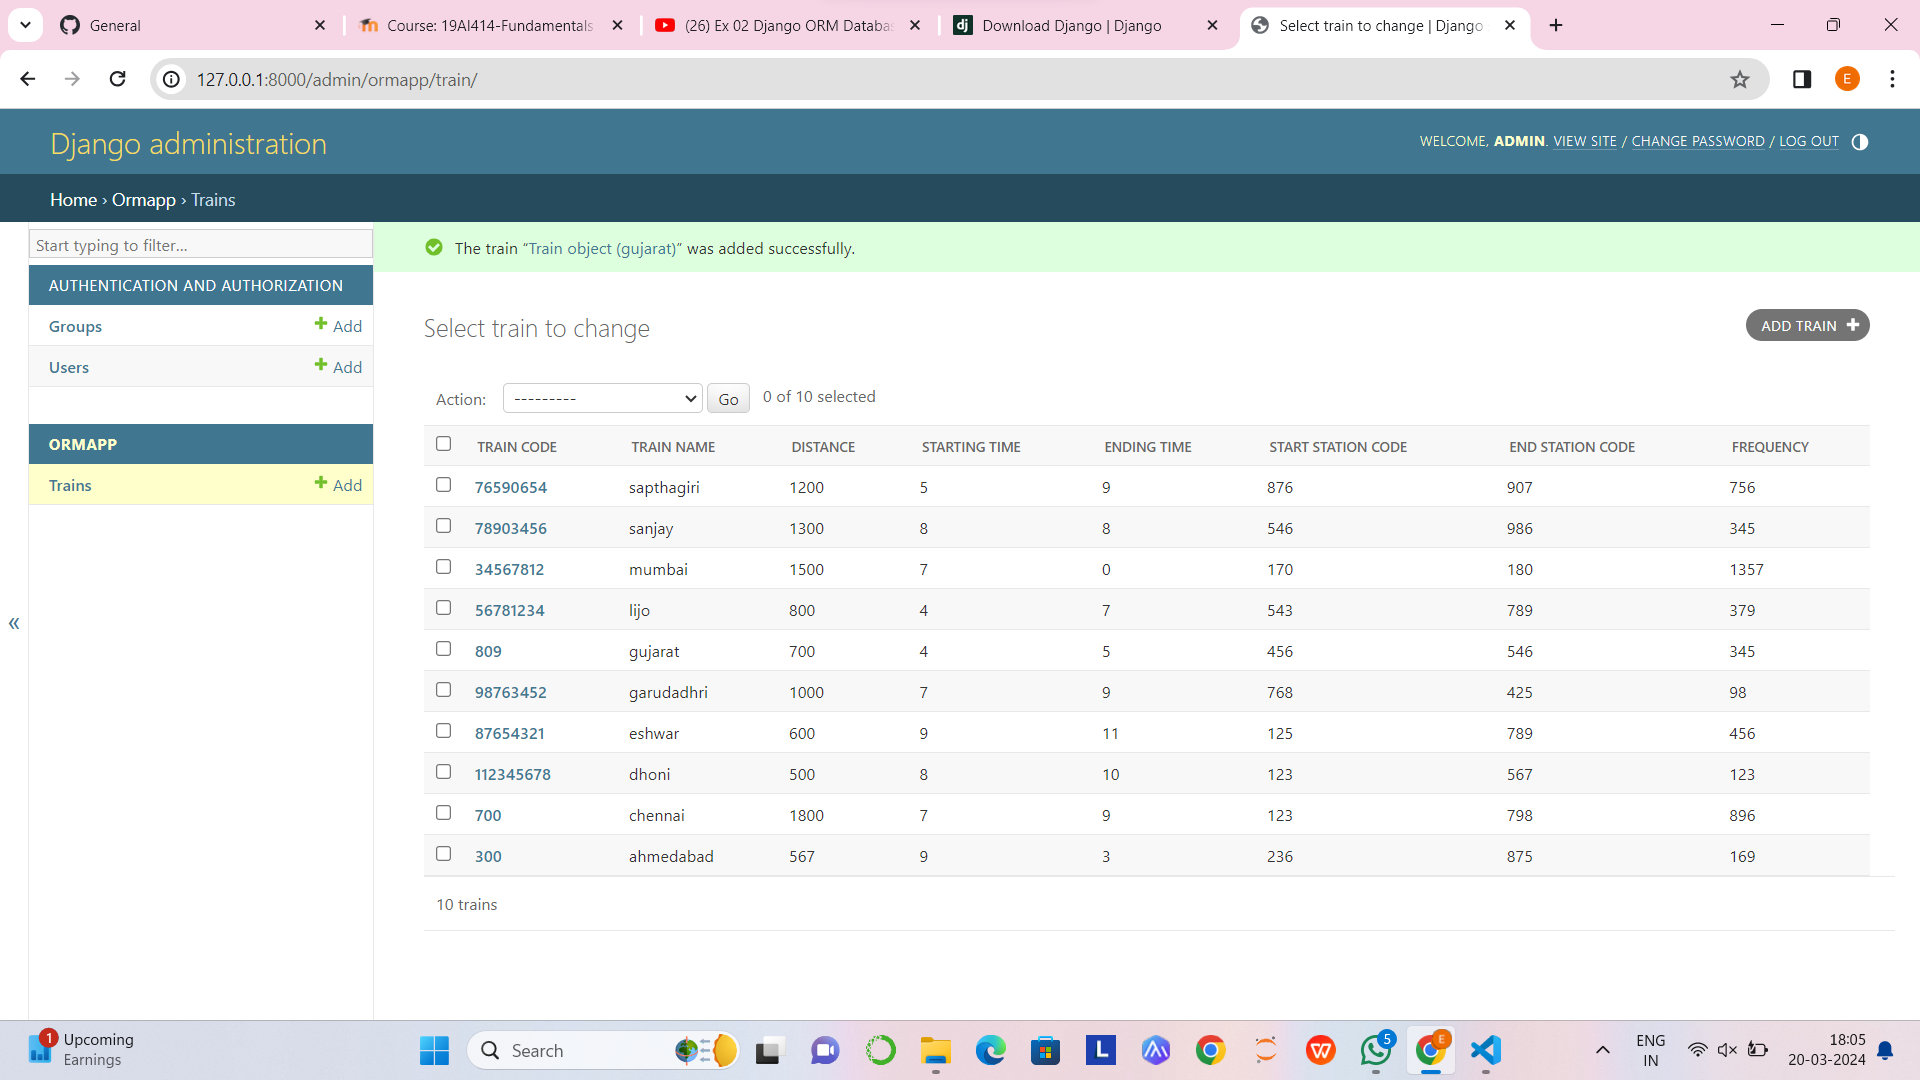 General
Course: 19AI414-Fundamentals
(26) Ex 02 Django ORM Databas
Download Django | Django
Select train to change | Django
127.0.0.1:8000/admin/ormapp/train/
E
Django administration
WELCOME, ADMIN. VIEW SITE / CHANGE PASSWORD / LOG OUT
Home › Ormapp › Trains
Start typing to filter...
The train “Train object (gujarat)” was added successfully.
AUTHENTICATION AND AUTHORIZATION
Groups Add
Users Add
ORMAPP
Trains Add
«
Select train to change
ADD TRAIN
Action: --------- Go 0 of 10 selected
TRAIN CODE TRAIN NAME DISTANCE STARTING TIME ENDING TIME START STATION CODE END STATION CODE FREQUENCY
76590654 sapthagiri 1200 5 9 876 907 756
78903456 sanjay 1300 8 8 546 986 345
34567812 mumbai 1500 7 0 170 180 1357
56781234 lijo 800 4 7 543 789 379
809 gujarat 700 4 5 456 546 345
98763452 garudadhri 1000 7 9 768 425 98
87654321 eshwar 600 9 11 125 789 456
112345678 dhoni 500 8 10 123 567 123
700 chennai 1800 7 9 123 798 896
300 ahmedabad 567 9 3 236 875 169
10 trains
1
Upcoming
Earnings
Search
L
W
5
E
ENG
IN
18:05
20-03-2024